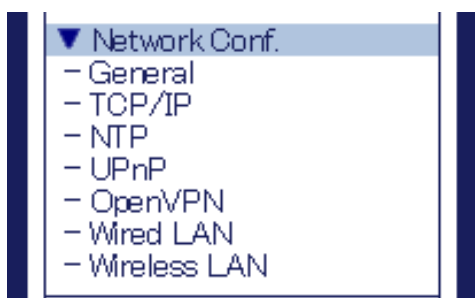 ▼ Network Conf.
– General
– TCP/IP
– NTP
– UPnP
– OpenVPN
– Wired LAN
– Wireless LAN